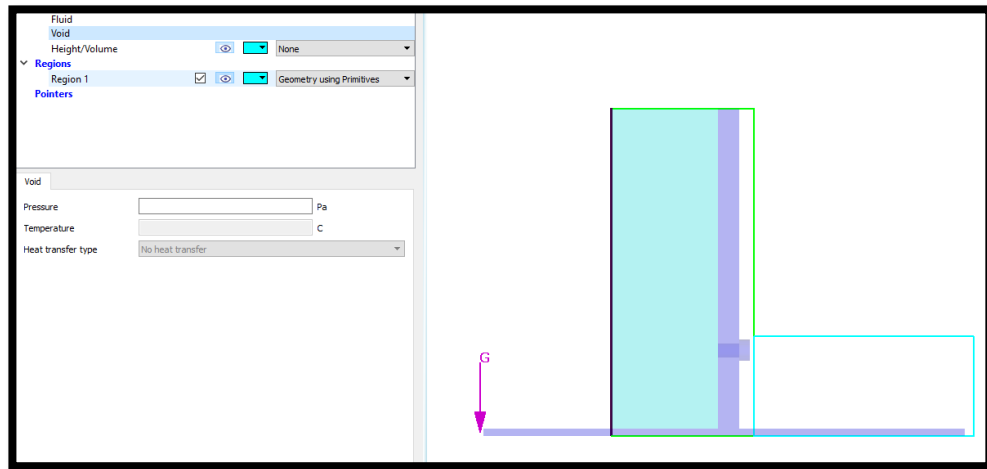 Fluid
Void
Height/Volume None
Regions
Region 1 Geometry using Primitives
Pointers
Void
Pressure Pa
Temperature C
Heat transfer type No heat transfer
G